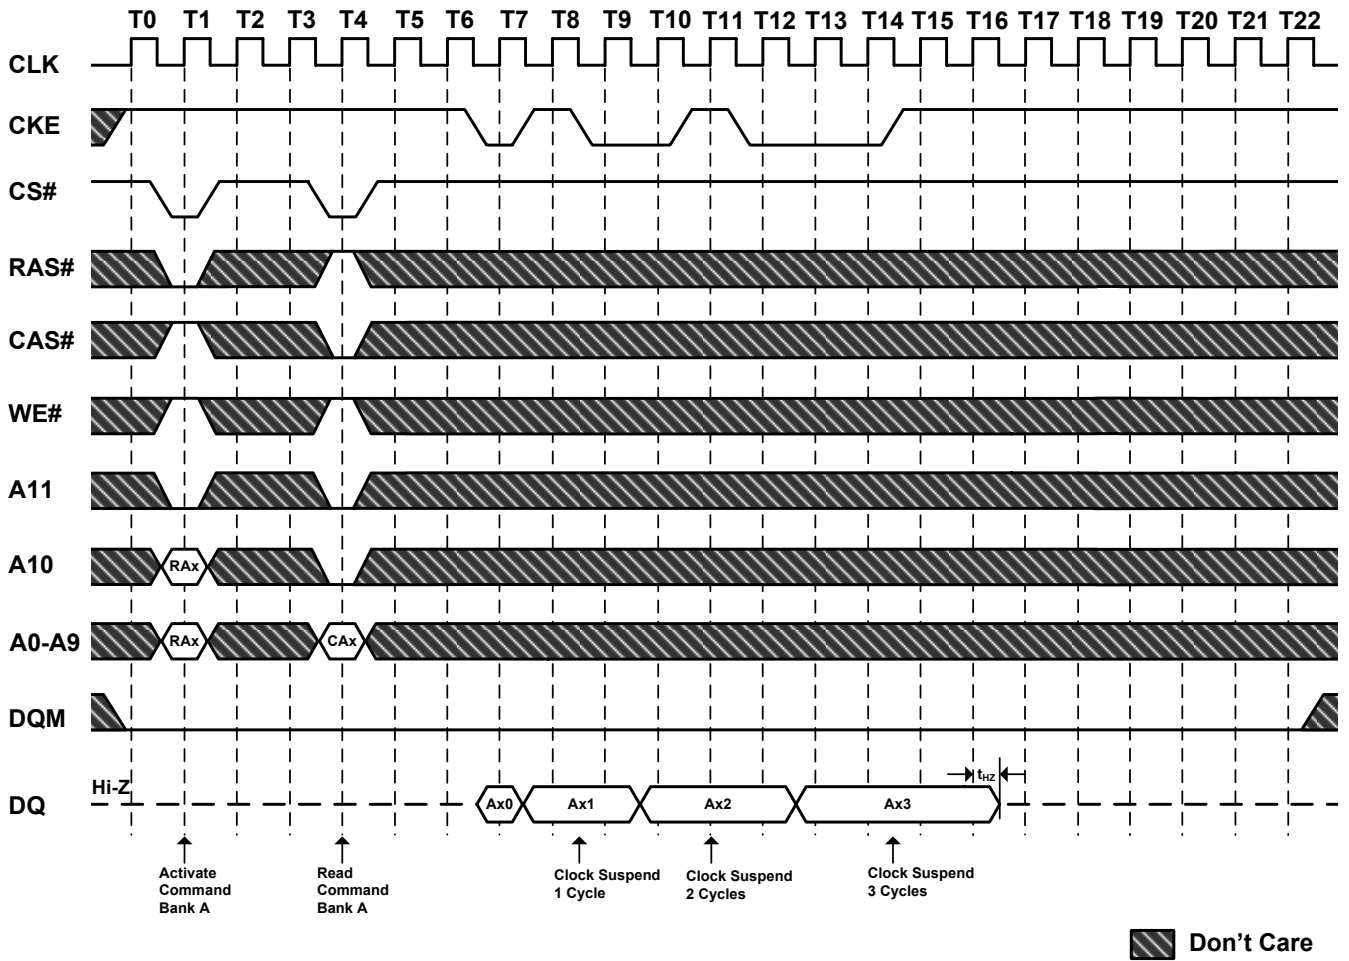 T0 T1 T2 T3 T4 T5 T6 T7 T8 T9 T10 T11 T12 T13 T14 T15 T16 T17 T18 T19 T20 T21 T22
CLK
CKE
CS#
RAS#
CAS#
WE#
A11
A10 RAx
A0-A9 RAx CAx
DQM
Hi-Z tHZ
DQ Ax0 Ax1 Ax2 Ax3
Activate
Command
Bank A
Read
Command
Bank A
Clock Suspend
1 Cycle
Clock Suspend
2 Cycles
Clock Suspend
3 Cycles
Don't Care